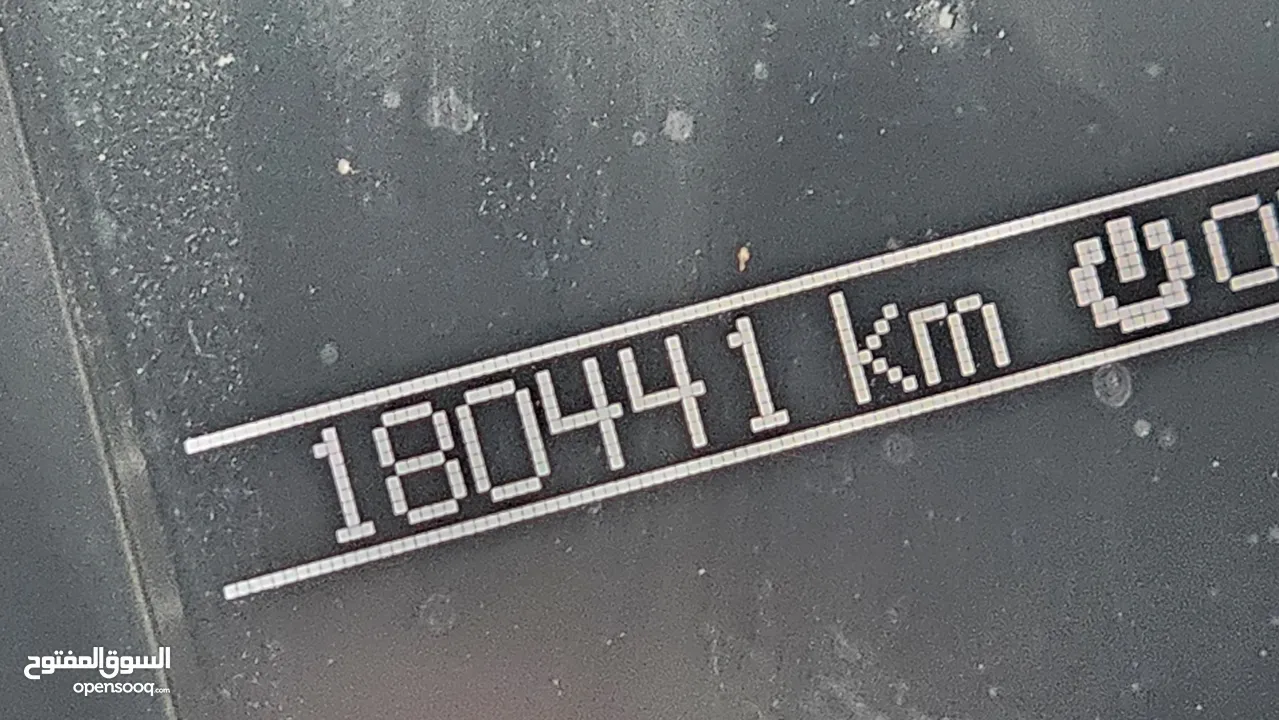 180441 km
السوق المفتوح
opensooq.com